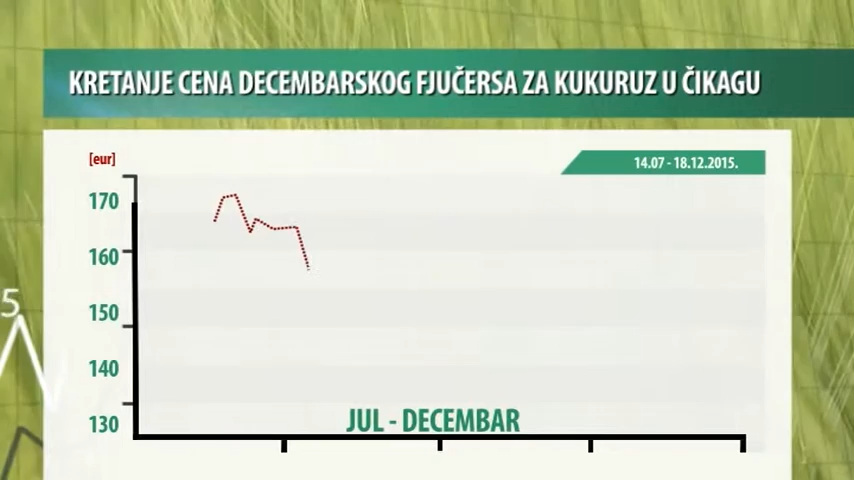 KRETANJE CENA DECEMBARSKOG FJUČERSA ZA KUKURUZ U ČIKAGU
[eur]
14.07 - 18.12.2015.
170
160
150
140
130
5
JUL - DECEMBAR